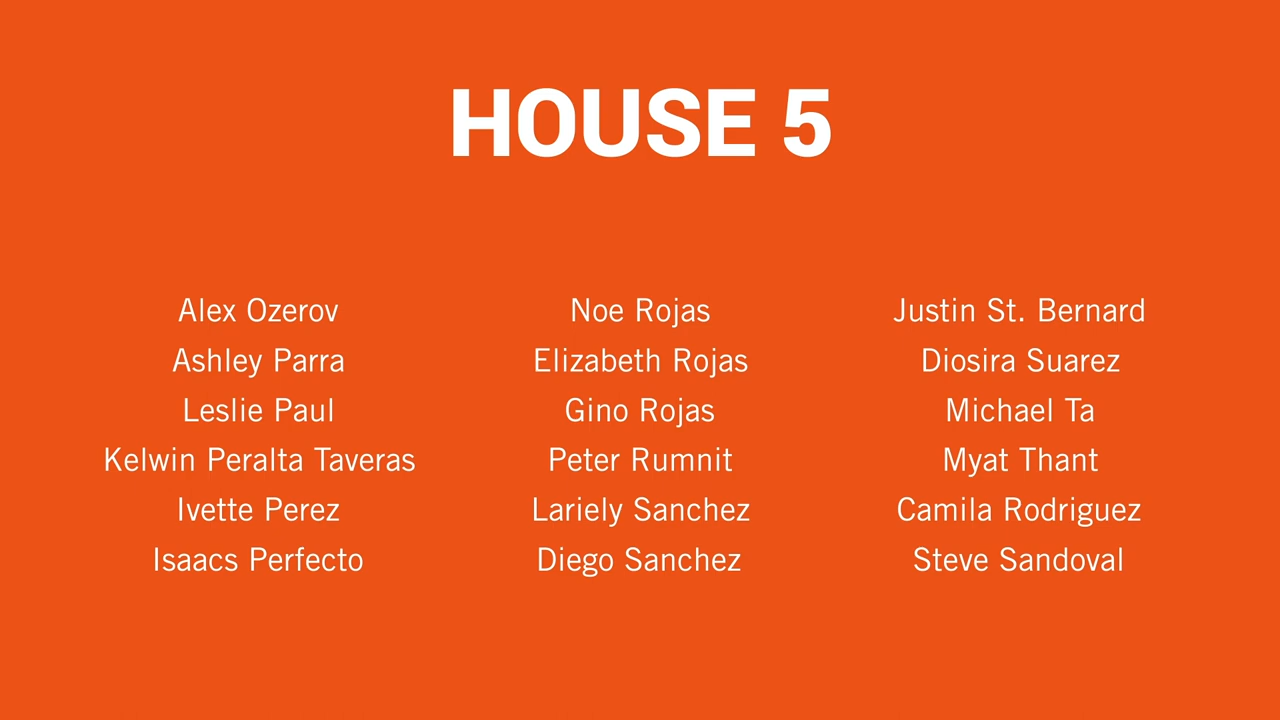 HOUSE 5
Alex Ozerov
Ashley Parra
Leslie Paul
Kelwin Peralta Taveras
Ivette Perez
Isaacs Perfecto
Noe Rojas
Elizabeth Rojas
Gino Rojas
Peter Rumnit
Lariely Sanchez
Diego Sanchez
Justin St. Bernard
Diosira Suarez
Michael Ta
Myat Thant
Camila Rodriguez
Steve Sandoval